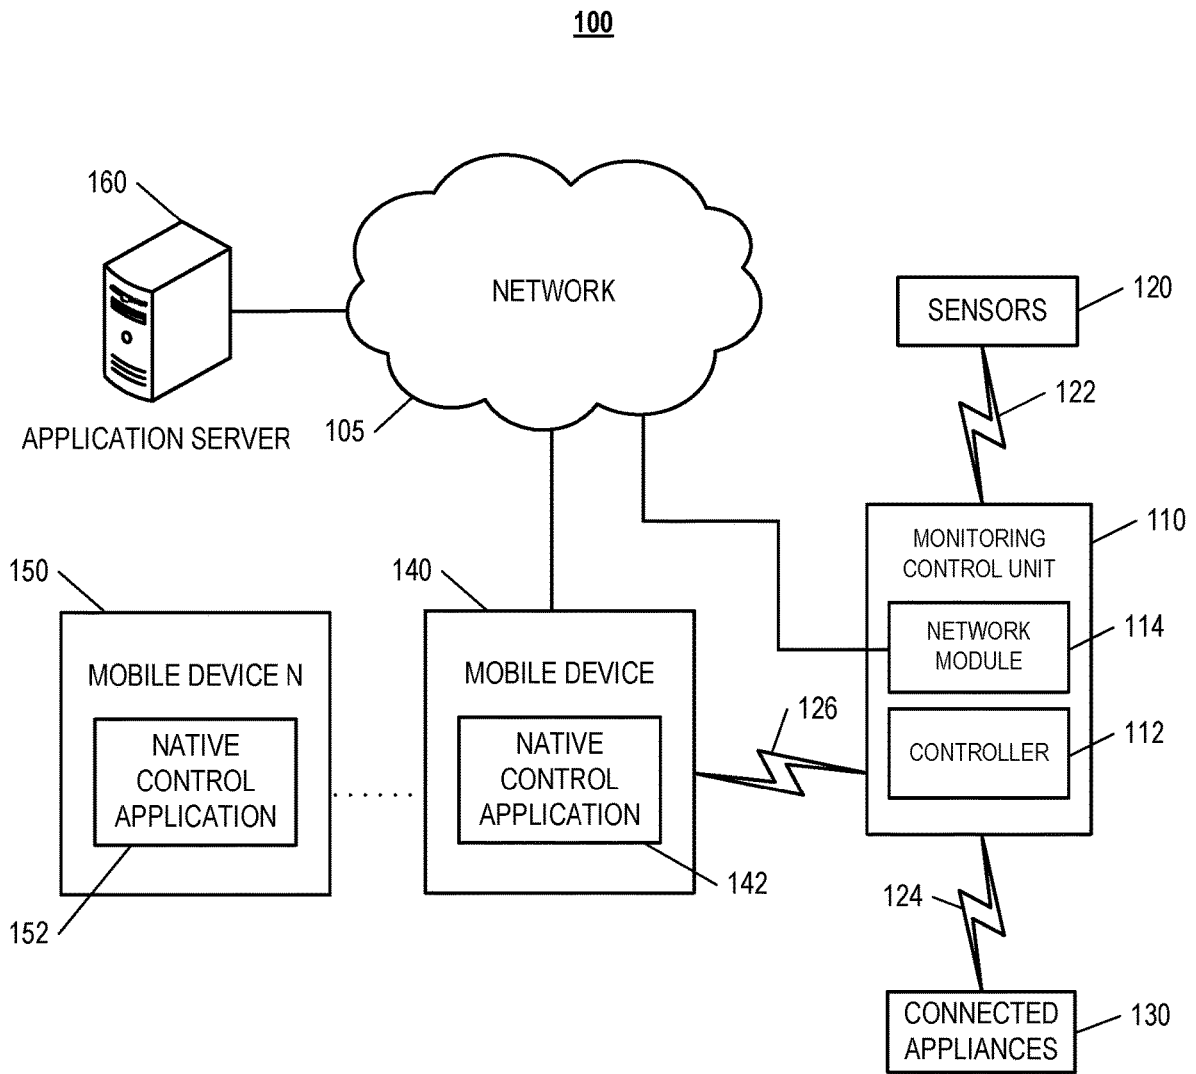 100
160
NETWORK
120
SENSORS
122
105
APPLICATION SERVER
110
MONITORING
CONTROL UNIT
150
140
114
NETWORK
MODULE
MOBILE DEVICE N
MOBILE DEVICE
126
112
CONTROLLER
NATIVE
CONTROL
APPLICATION
NATIVE
CONTROL
APPLICATION
142
124
152
CONNECTED
APPLIANCES
130